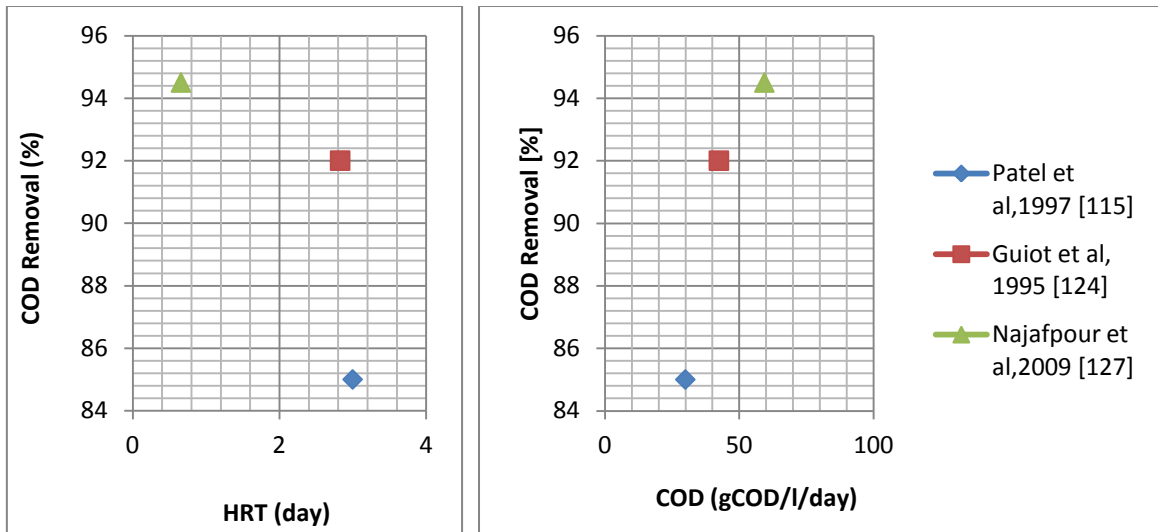 96
94
92
90
88
86
84
COD Removal (%)
0
2
4
HRT (day)
96
94
92
90
88
86
84
COD Removal [%]
0
50
100
COD (gCOD/l/day)
Patel et
al,1997 [115]
Guiot et al,
1995 [124]
Najafpour et
al,2009 [127]